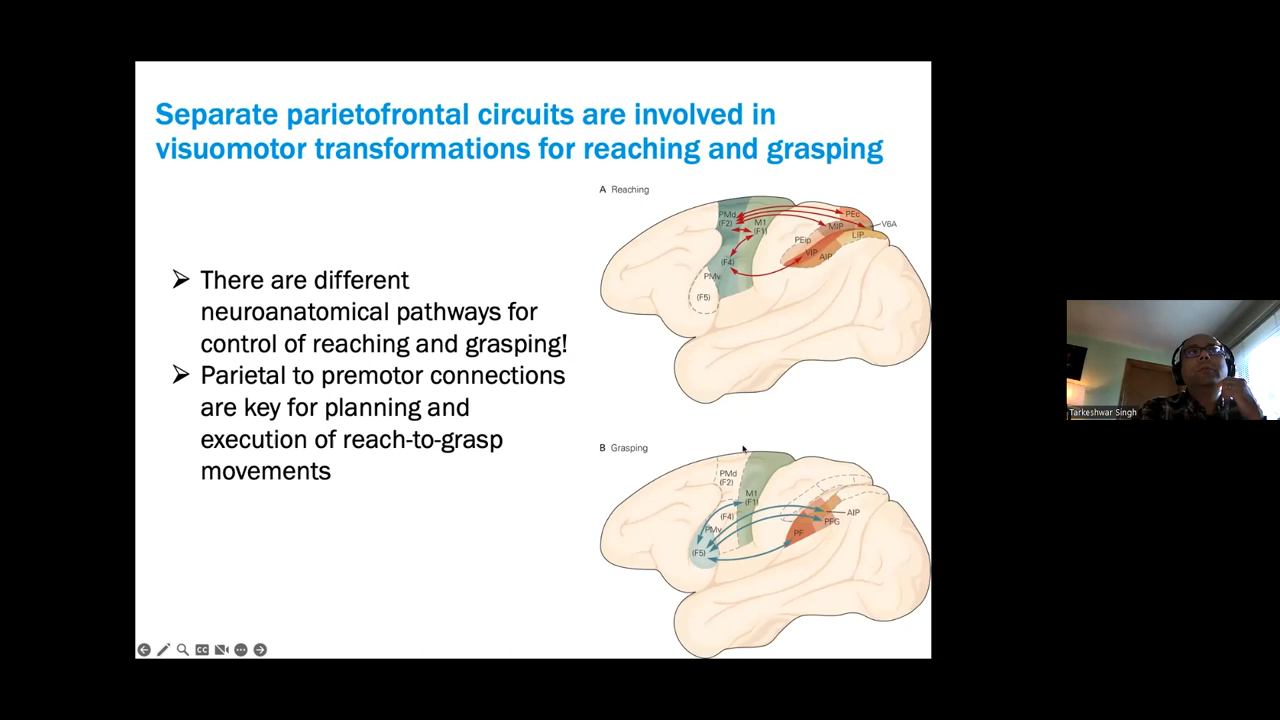 Separate parietofrontal circuits are involved in
visuomotor transformations for reaching and grasping
➢ There are different
neuroanatomical pathways for
control of reaching and grasping!
➢ Parietal to premotor connections
are key for planning and
execution of reach-to-grasp
movements
A Reaching
PMd
(F2)
M1
(F1)
(F4)
PMv
(F5)
PEc
MIP
V6A
LIP
PEip
VIP
AIP
B Grasping
PMd
(F2)
M1
(F1)
(F4)
PMv
(F5)
AIP
PFG
PF
CC
Tarkeshwar Singh